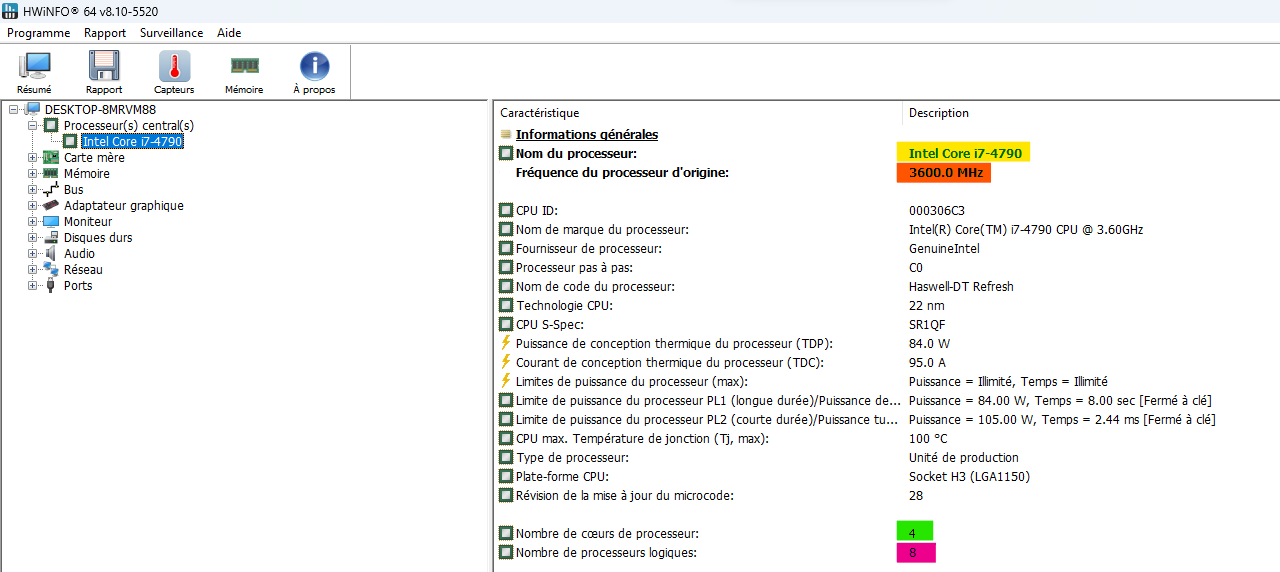 HWiNFO® 64 v8.10-5520
Programme Rapport Surveillance Aide
Résumé Rapport Capteurs Mémoire À propos
DESKTOP-8MRVM88
Processeur(s) central(s)
Intel Core i7-4790
Carte mère
Mémoire
Bus
Adaptateur graphique
Moniteur
Disques durs
Audio
Réseau
Ports
Caractéristique Description
Informations générales
Nom du processeur: Intel Core i7-4790
Fréquence du processeur d'origine: 3600.0 MHz
CPU ID: 000306C3
Nom de marque du processeur: Intel(R) Core(TM) i7-4790 CPU @ 3.60GHz
Fournisseur de processeur: GenuineIntel
Processeur pas à pas: C0
Nom de code du processeur: Haswell-DT Refresh
Technologie CPU: 22 nm
CPU S-Spec: SR1QF
Puissance de conception thermique du processeur (TDP): 84.0 W
Courant de conception thermique du processeur (TDC): 95.0 A
Limites de puissance du processeur (max): Puissance = Illimité, Temps = Illimité
Limite de puissance du processeur PL1 (longue durée)/Puissance de... Puissance = 84.00 W, Temps = 8.00 sec [Fermé à clé]
Limite de puissance du processeur PL2 (courte durée)/Puissance tu... Puissance = 105.00 W, Temps = 2.44 ms [Fermé à clé]
CPU max. Température de jonction (Tj, max): 100 °C
Type de processeur: Unité de production
Plate-forme CPU: Socket H3 (LGA1150)
Révision de la mise à jour du microcode: 28
Nombre de cœurs de processeur: 4
Nombre de processeurs logiques: 8